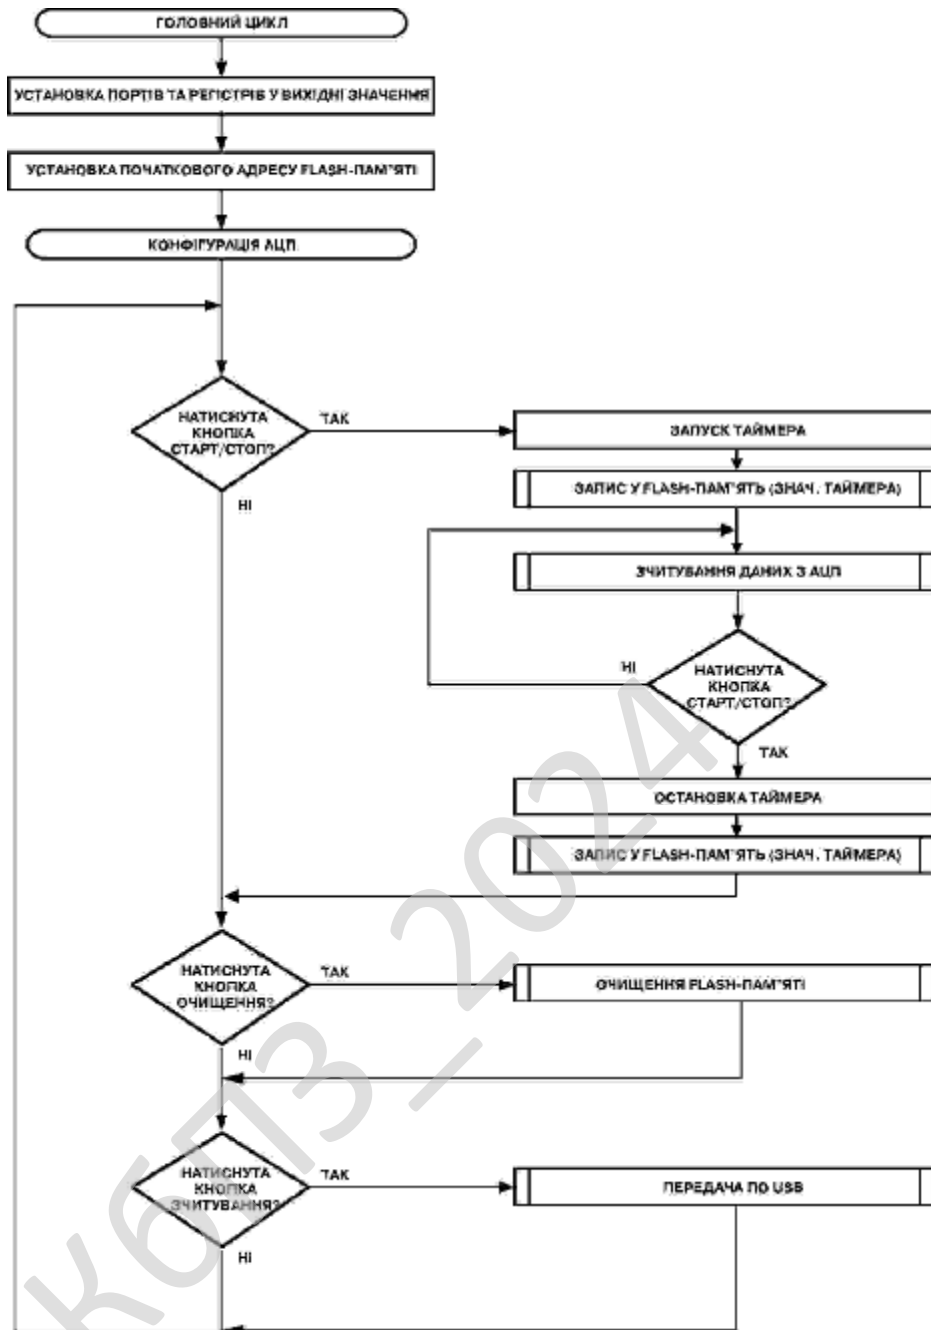 ГОЛОВНИЙ ЦИКЛ
УСТАНОВКА ПОРТІВ ТА РЕГІСТРІВ У ВИХІДНІ ЗНАЧЕННЯ
УСТАНОВКА ПОЧАТКОВОГО АДРЕСУ FLASH-ПАМ"ЯТІ
КОНФІГУРАЦІЯ АЦП
НАТИСНУТА
КНОПКА
СТАРТ/СТОП?
ТАК
НІ
ЗАПУСК ТАЙМЕРА
ЗАПИС У FLASH-ПАМ"ЯТЬ (ЗНАЧ. ТАЙМЕРА)
ЗЧИТУВАННЯ ДАНИХ З АЦП
НІ
НАТИСНУТА
КНОПКА
СТАРТ/СТОП?
ТАК
ОСТАНОВКА ТАЙМЕРА
ЗАПИС У FLASH-ПАМ"ЯТЬ (ЗНАЧ. ТАЙМЕРА)
НАТИСНУТА
КНОПКА
ОЧИЩЕННЯ?
ТАК
НІ
ОЧИЩЕННЯ FLASH-ПАМ"ЯТІ
НАТИСНУТА
КНОПКА
ЗЧИТУВАННЯ?
ТАК
НІ
ПЕРЕДАЧА ПО USB
КбПЗ_2024